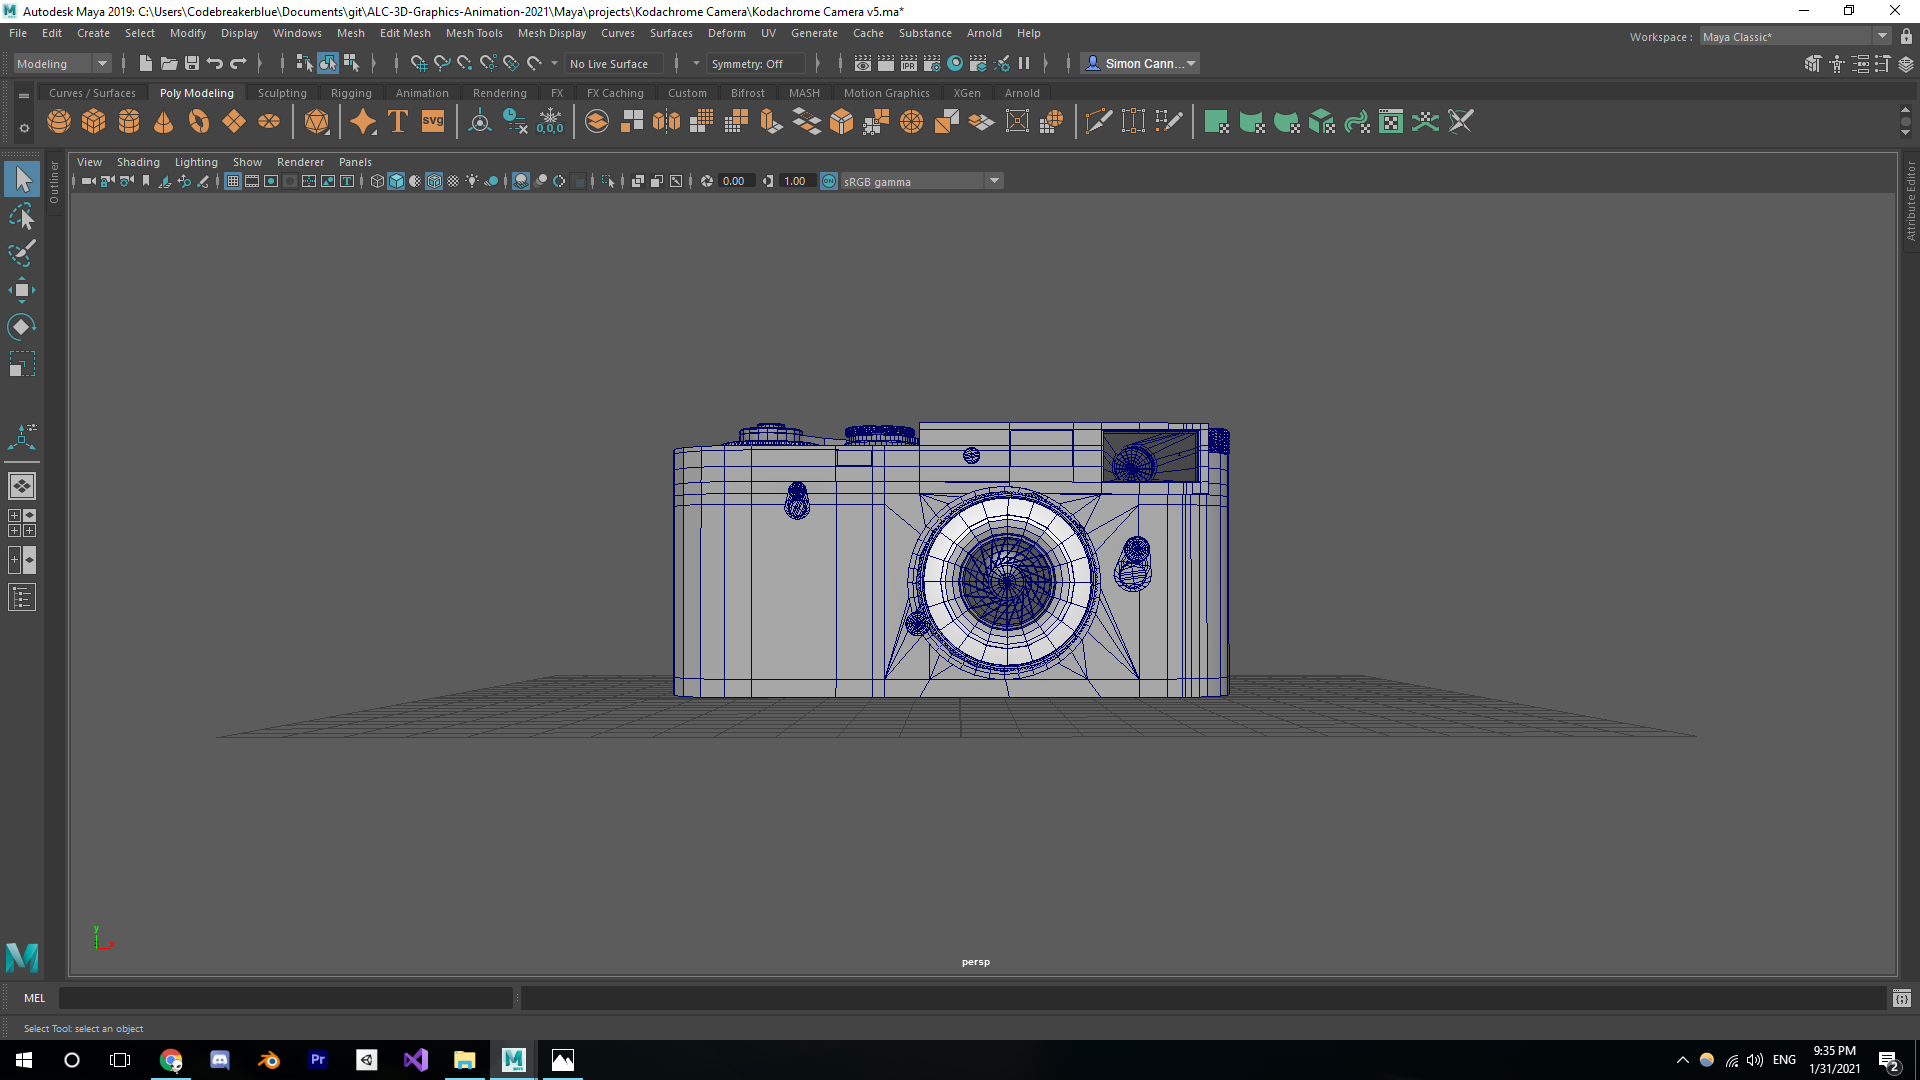 Autodesk Maya 2019: C:\Users\Codebreakerblue\Documents\git\ALC-3D-Graphics-Animation-2021\Maya\projects\Kodachrome Camera\Kodachrome Camera v5.ma*
File Edit Create Select Modify Display Windows Mesh Edit Mesh Mesh Tools Mesh Display Curves Surfaces Deform UV Generate Cache Substance Arnold Help
Workspace : Maya Classic*
Modeling No Live Surface Symmetry: Off Simon Cann...
Curves / Surfaces Poly Modeling Sculpting Rigging Animation Rendering FX FX Caching Custom Bifrost MASH Motion Graphics XGen Arnold
T svg 0,0,0
View Shading Lighting Show Renderer Panels
0.00 1.00 ON sRGB gamma
Outliner
Attribute Editor
y
x
persp
MEL
Select Tool: select an object
Pr
ENG
9:35 PM
1/31/2021
2